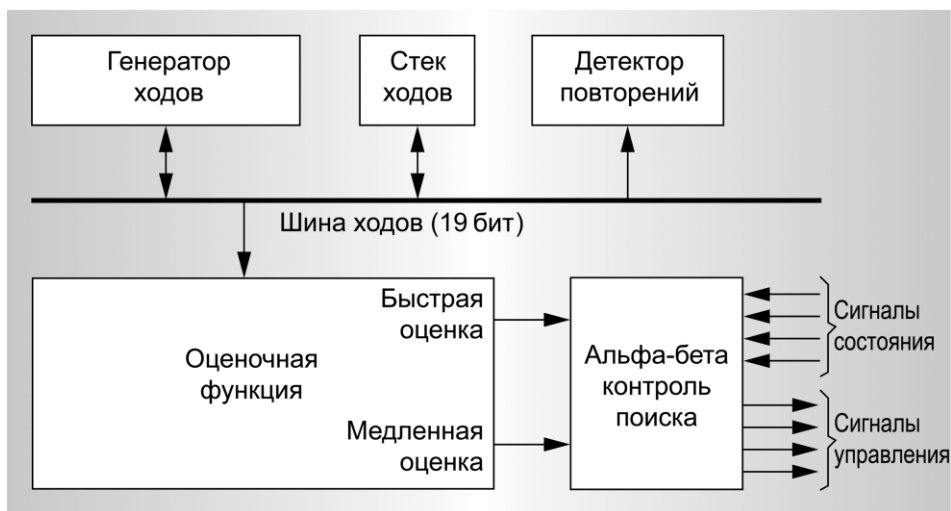 Генератор
ходов
Стек
ходов
Детектор
повторений
Шина ходов (19 бит)
Оценочная
функция
Быстрая
оценка
Медленная
оценка
Альфа-бета
контроль
поиска
Сигналы
состояния
Сигналы
управления